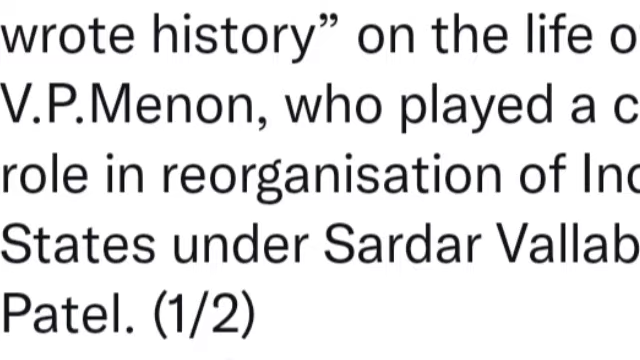 wrote history” on the life o
V.P.Menon, who played a c
role in reorganisation of
States under Sardar Vallab
Patel. (1/2)